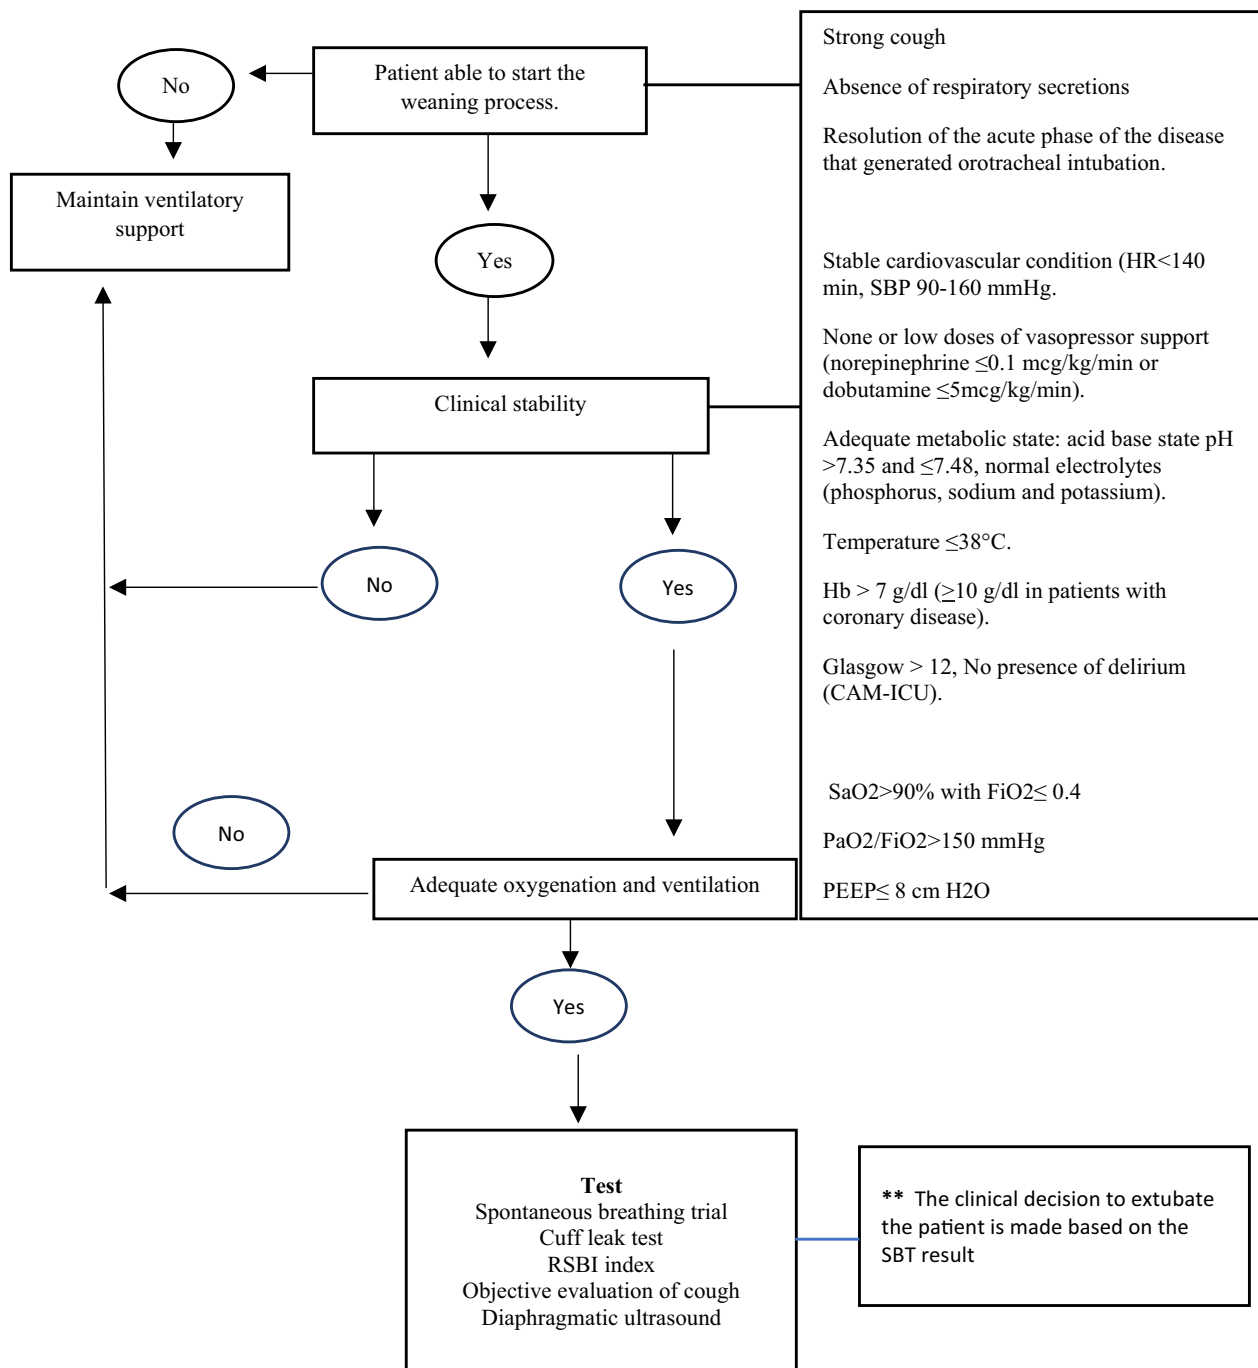 No
Patient able to start the
weaning process.
Maintain ventilatory
support
Yes
Clinical stability
No
Yes
No
Adequate oxygenation and ventilation
Yes
Test
Spontaneous breathing trial
Cuff leak test
RSBI index
Objective evaluation of cough
Diaphragmatic ultrasound
Strong cough
Absence of respiratory secretions
Resolution of the acute phase of the disease
that generated orotracheal intubation.
Stable cardiovascular condition (HR<140
min, SBP 90-160 mmHg.
None or low doses of vasopressor support
(norepinephrine ≤0.1 mcg/kg/min or
dobutamine ≤5mcg/kg/min).
Adequate metabolic state: acid base state pH
>7.35 and ≤7.48, normal electrolytes
(phosphorus, sodium and potassium).
Temperature ≤38°C.
Hb > 7 g/dl (≥10 g/dl in patients with
coronary disease).
Glasgow > 12, No presence of delirium
(CAM-ICU).
SaO2>90% with FiO2≤ 0.4
PaO2/FiO2>150 mmHg
PEEP≤ 8 cm H2O
** The clinical decision to extubate
the patient is made based on the
SBT result